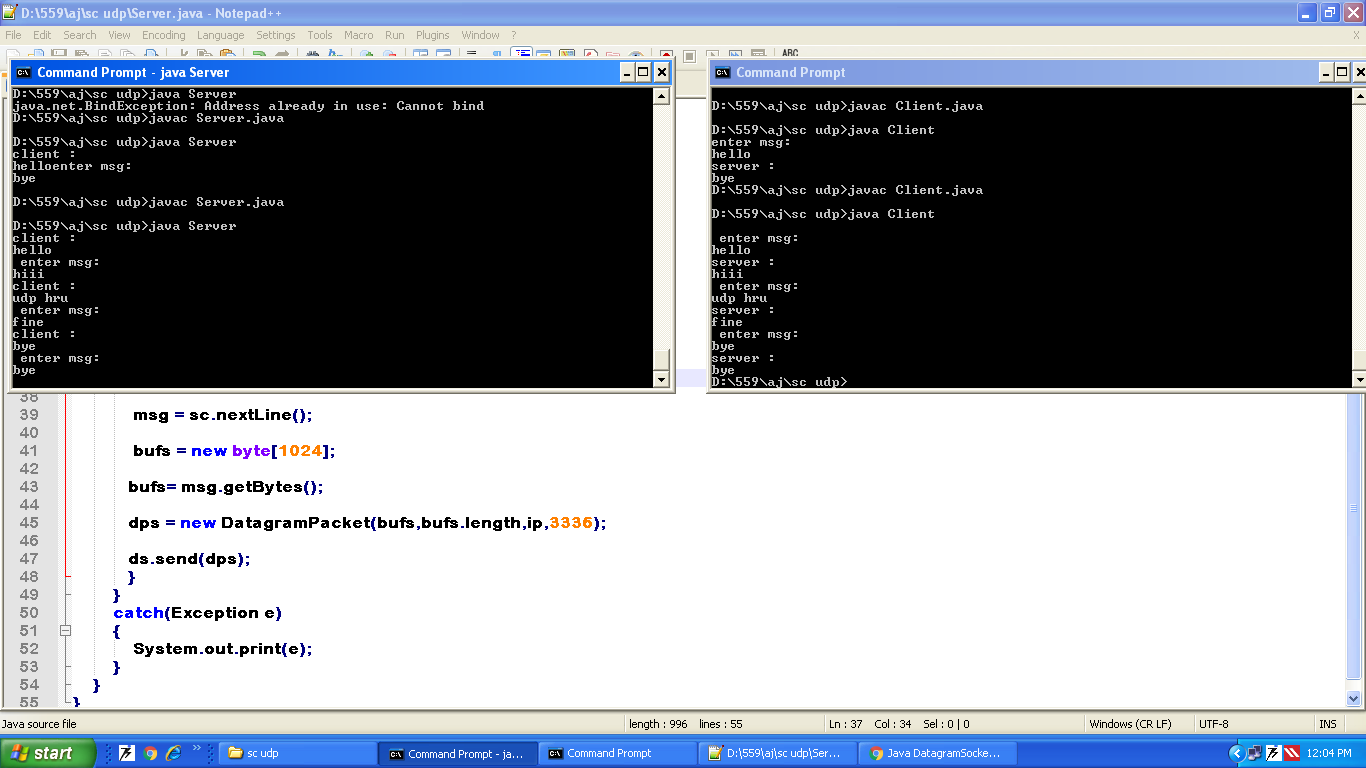 D:\559\aj\sc udp\Server.java - Notepad++
File Edit Search View Encoding Language Settings Tools Macro Run Plugins Window ? X
ABC
Command Prompt - java Server
D:\559\aj\sc udp>java Server
java.net.BindException: Address already in use: Cannot bind
D:\559\aj\sc udp>javac Server.java
D:\559\aj\sc udp>java Server
client :
helloenter msg:
bye
D:\559\aj\sc udp>javac Server.java
D:\559\aj\sc udp>java Server
client :
hello
enter msg:
hiii
client :
udp hru
enter msg:
fine
client :
bye
enter msg:
bye
Command Prompt
D:\559\aj\sc udp>javac Client.java
D:\559\aj\sc udp>java Client
enter msg:
hello
server :
bye
D:\559\aj\sc udp>javac Client.java
D:\559\aj\sc udp>java Client
enter msg:
hello
server :
hiii
enter msg:
udp hru
server :
fine
enter msg:
bye
server :
bye
D:\559\aj\sc udp>
38
39 msg = sc.nextLine();
40
41 bufs = new byte[1024];
42
43 bufs= msg.getBytes();
44
45 dps = new DatagramPacket(bufs,bufs.length,ip,3336);
46
47 ds.send(dps);
48 }
49 }
50 catch(Exception e)
51 {
52 System.out.print(e);
53 }
54 }
55 }
Java source file length : 996 lines : 55 Ln : 37 Col : 34 Sel : 0 | 0 Windows (CR LF) UTF-8 INS
start sc udp Command Prompt - ja... Command Prompt D:\559\aj\sc udp\Ser... Java DatagramSocke... 12:04 PM